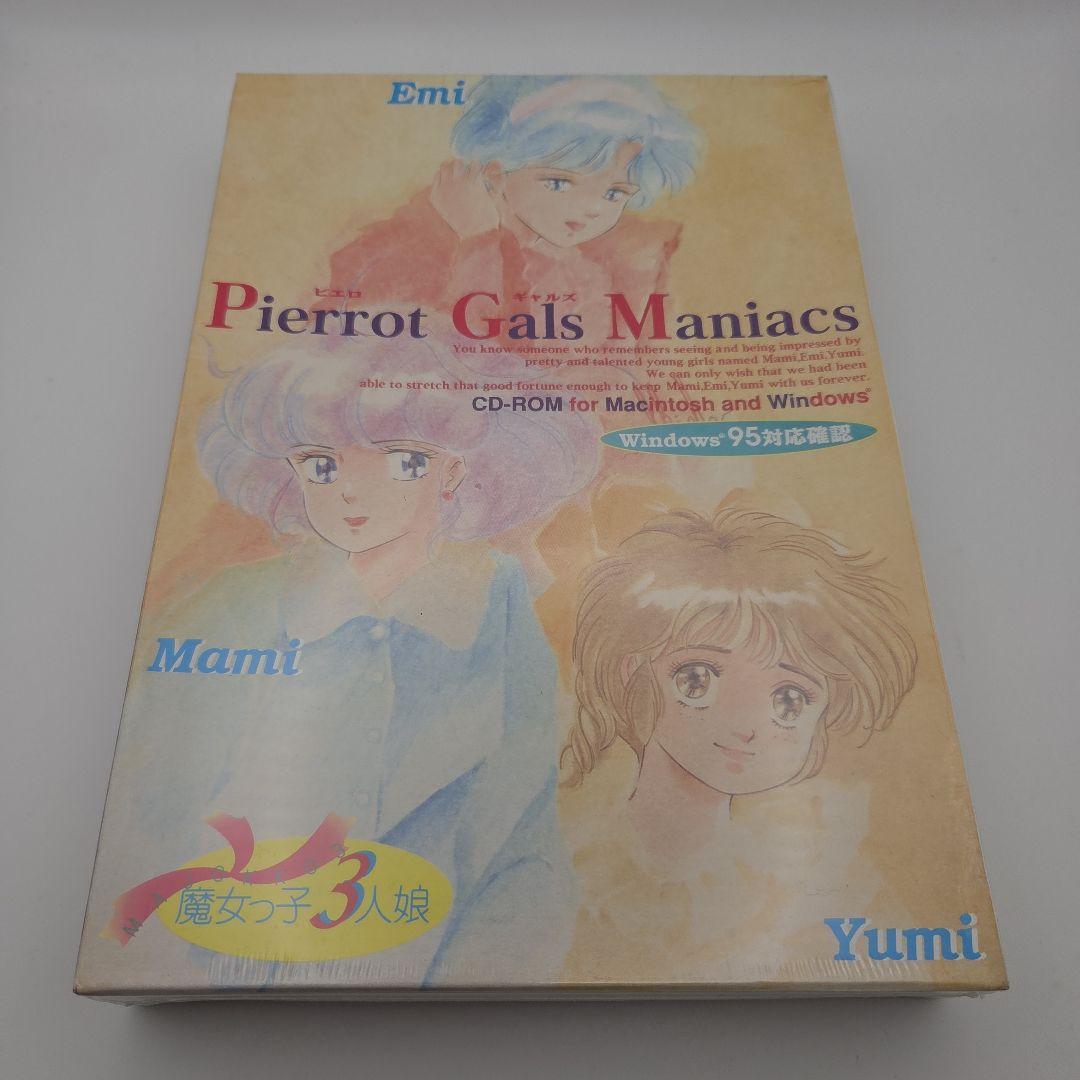 Emi
ピエロ ギャルズ
Pierrot Gals Maniacs
You know someone who remembers seeing and being impressed by
pretty and talented young girls named Mami,Emi,Yumi.
We can only wish that we had been
able to stretch that good fortune enough to keep Mami,Emi,Yumi with us forever.
CD-ROM for Macintosh and Windows®
Windows® 95対応確認
Mami
魔女っ子3人娘
Yumi